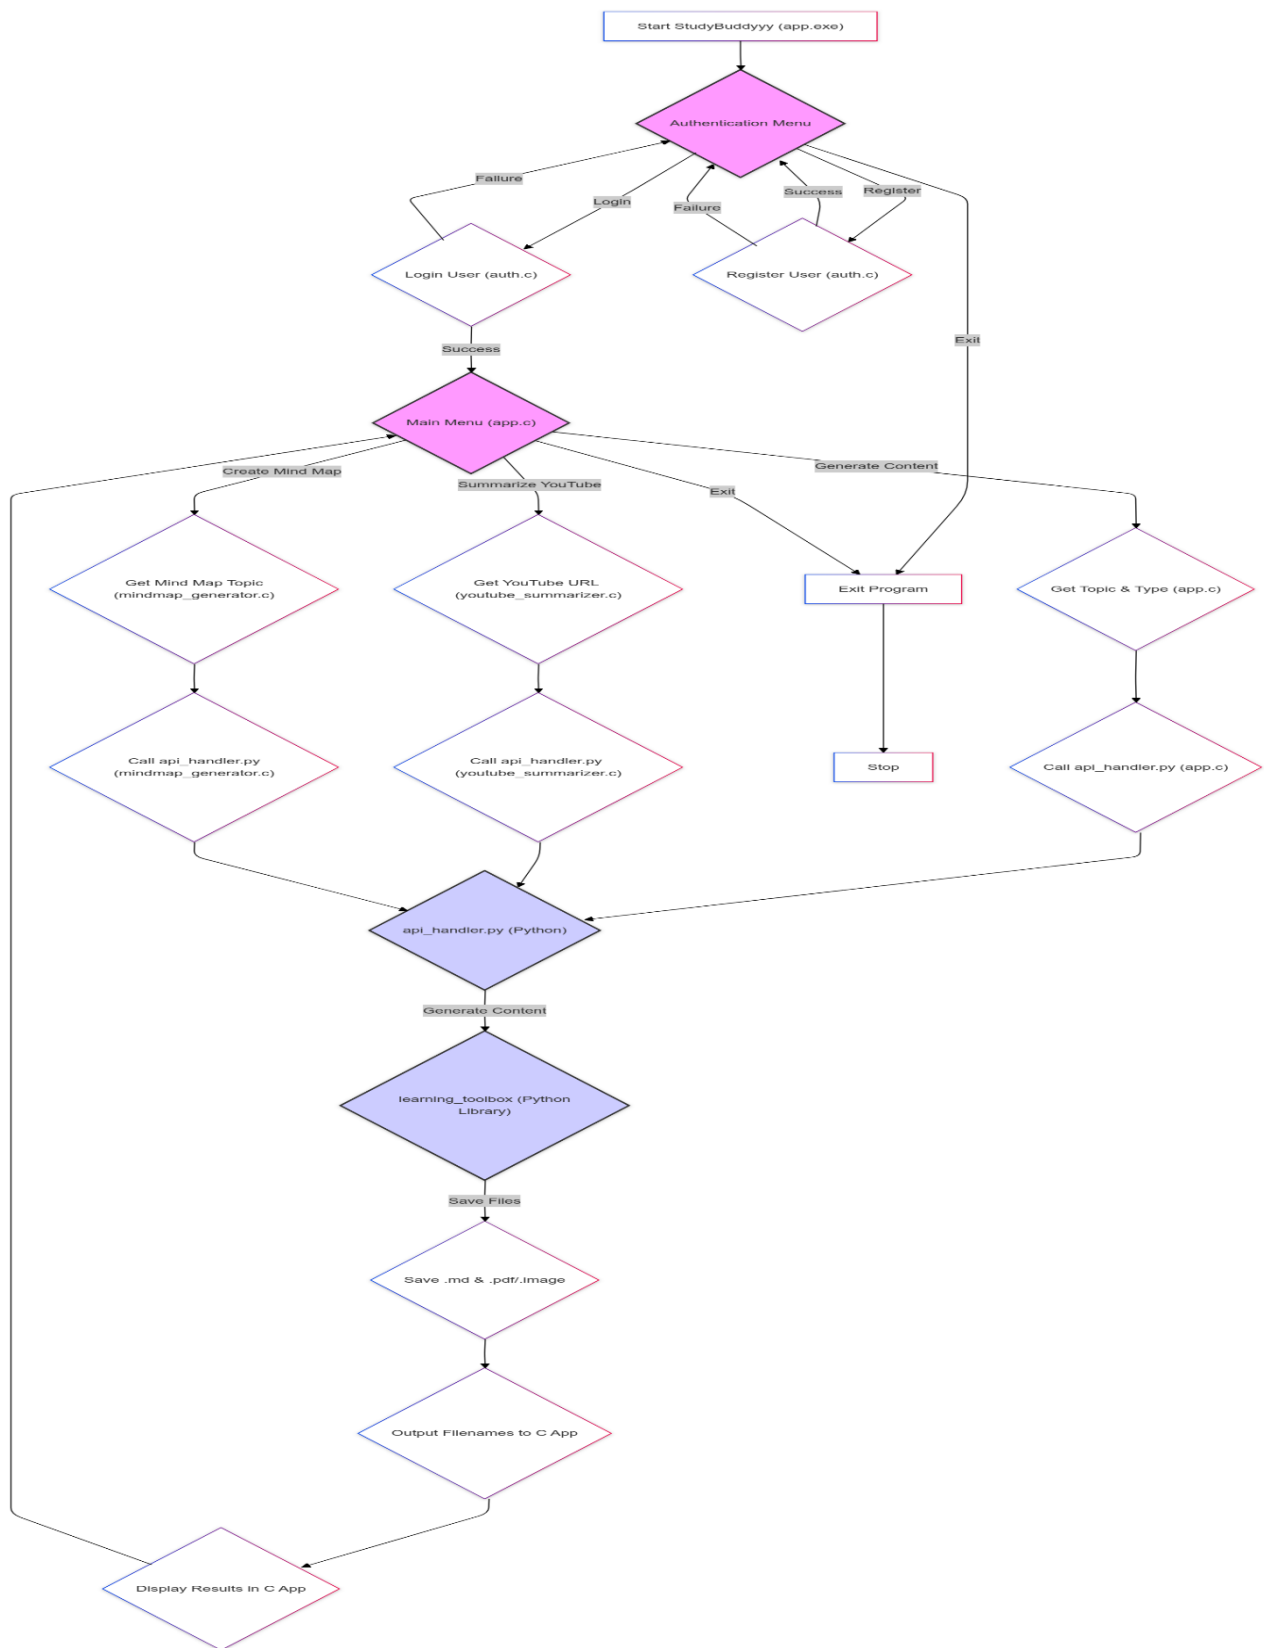 Start StudyBuddyyy (app.exe)
Authentication Menu
Failure
Login
Failure
Success
Register
Login User (auth.c)
Register User (auth.c)
Success
Exit
Main Menu (app.c)
Create Mind Map
Summarize YouTube
Exit
Generate Content
Get Mind Map Topic
(mindmap_generator.c)
Get YouTube URL
(youtube_summarizer.c)
Exit Program
Get Topic & Type (app.c)
Call api_handler.py
(mindmap_generator.c)
Call api_handler.py
(youtube_summarizer.c)
Stop
Call api_handler.py (app.c)
api_handler.py (Python)
Generate Content
learning_toolbox (Python
Library)
Save Files
Save .md & .pdf/.image
Output Filenames to C App
Display Results in C App